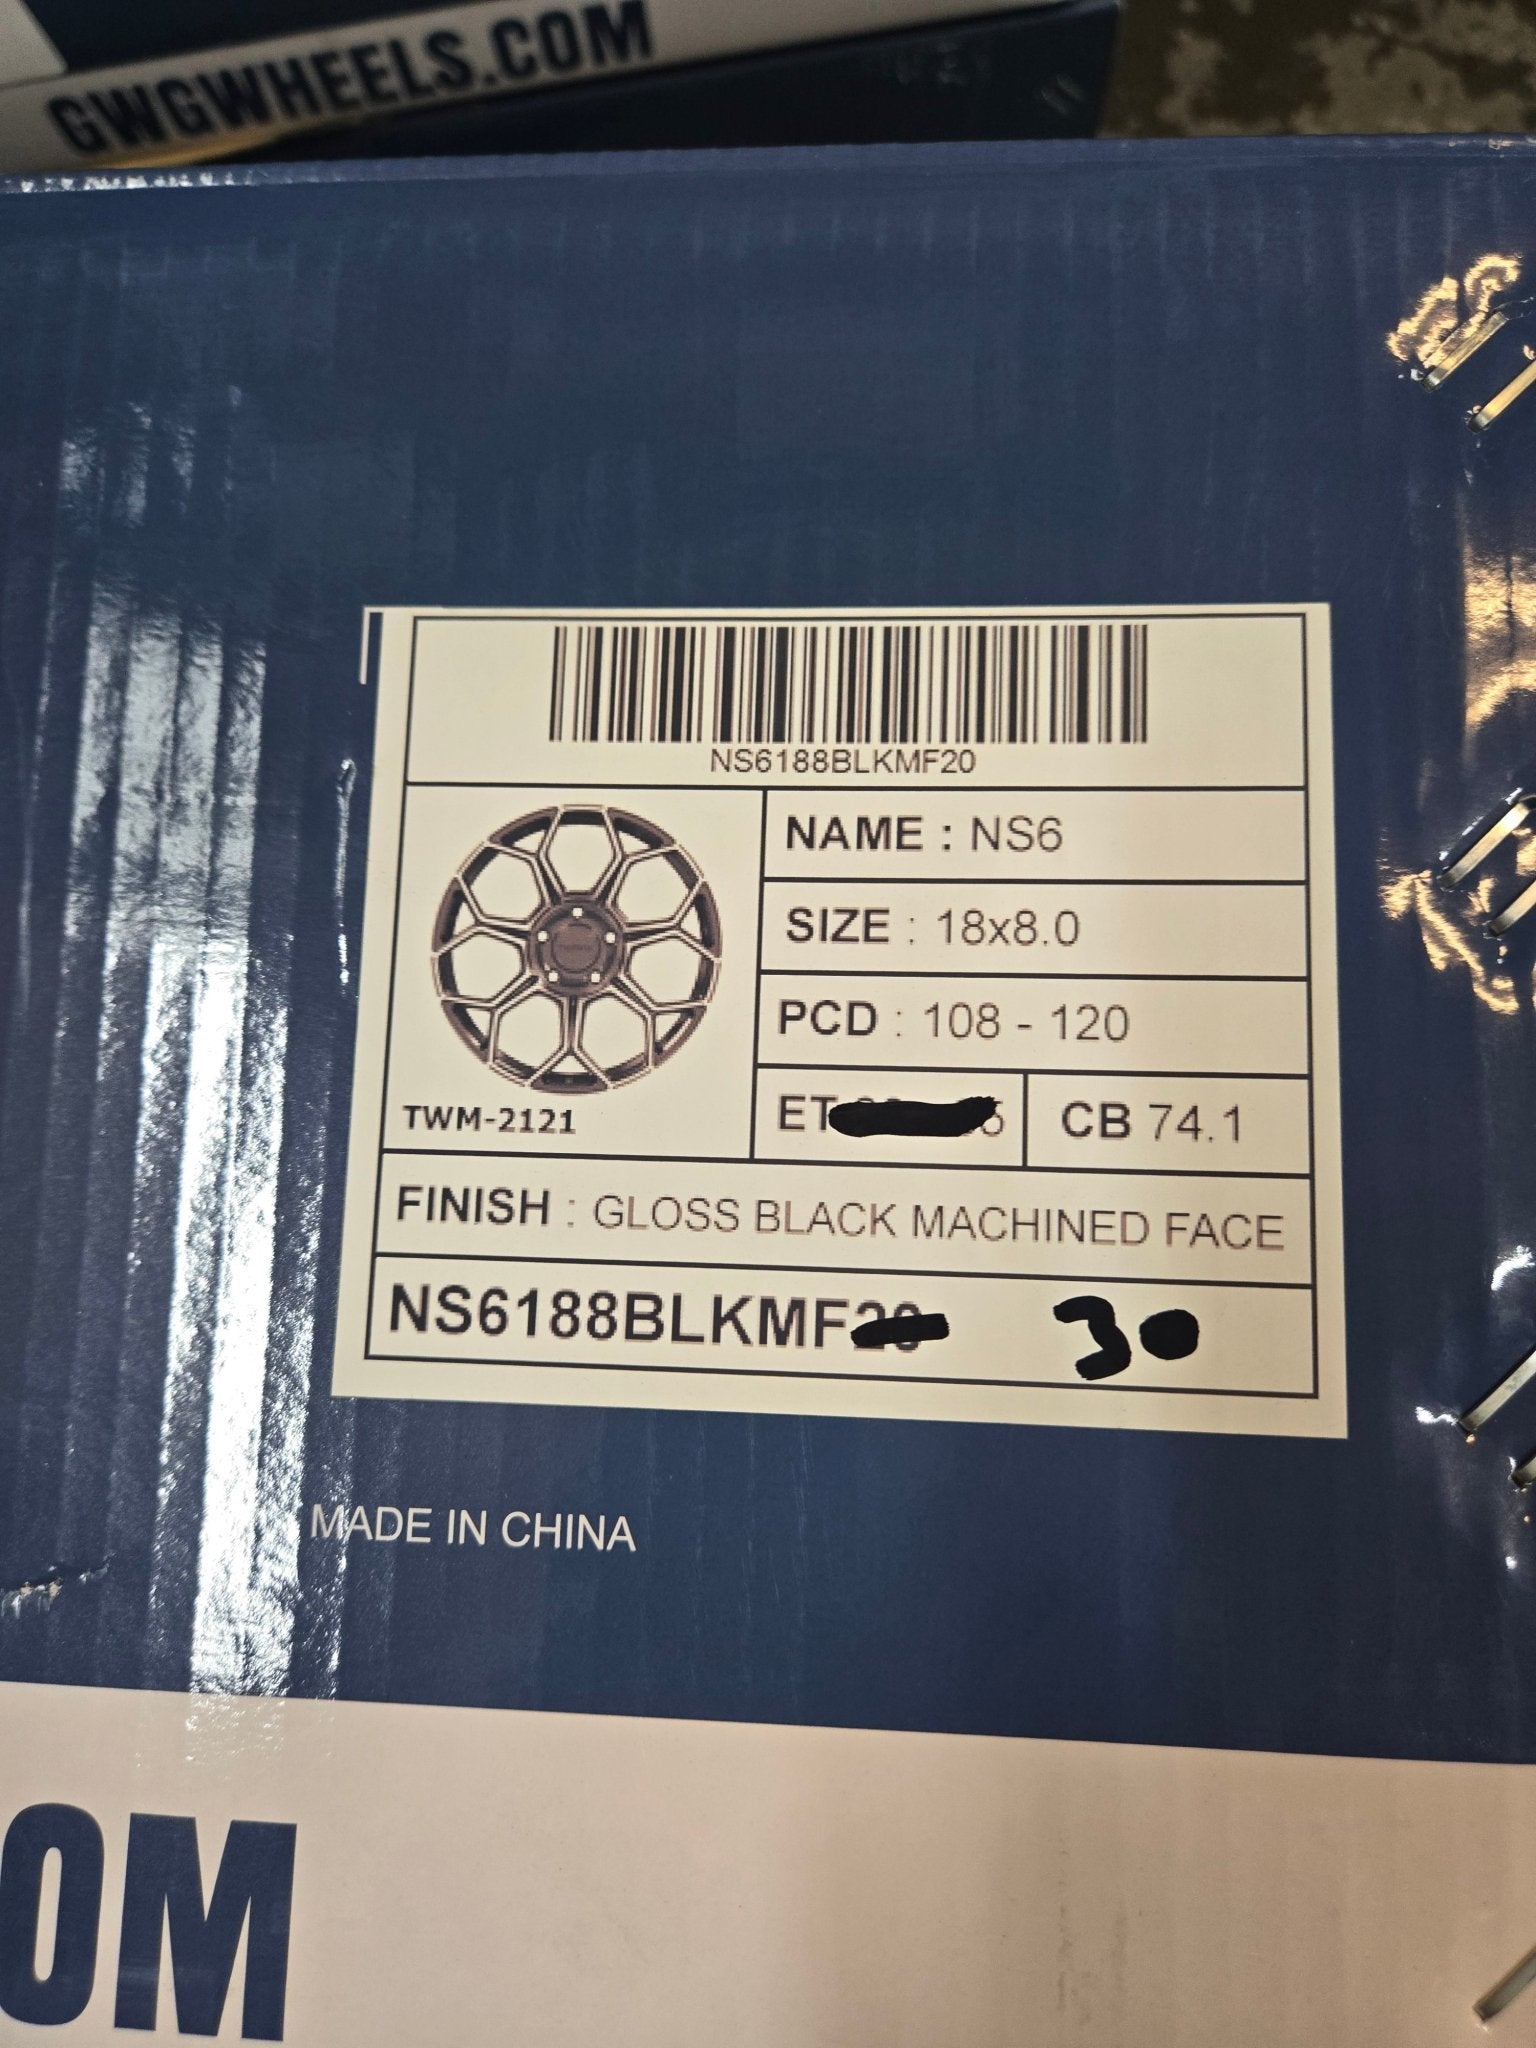 GWGWHEELS.COM
NS6188BLKMF20
NAME : NS6
SIZE : 18x8.0
PCD : 108 - 120
ET
CB 74.1
TWM-2121
FINISH : GLOSS BLACK MACHINED FACE
NS6188BLKMF20 30
MADE IN CHINA
OM